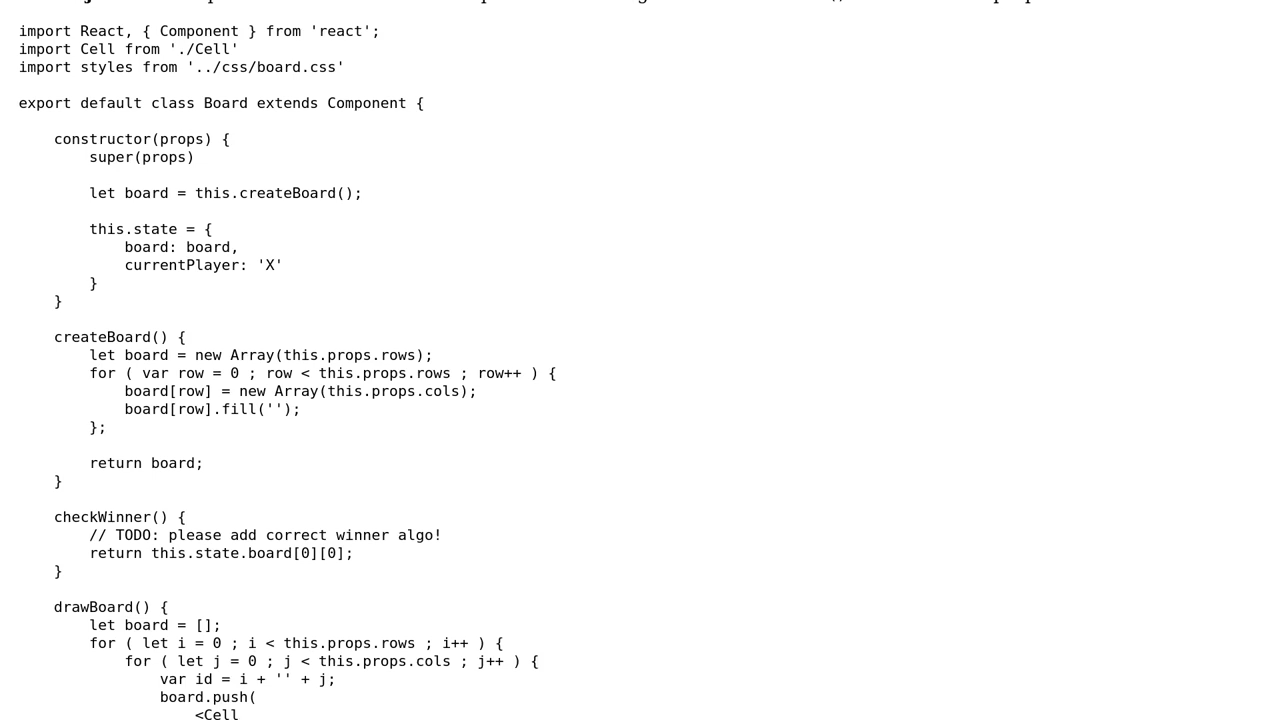 import React, { Component } from 'react';
import Cell from './Cell'
import styles from '../css/board.css'

export default class Board extends Component {

    constructor(props) {
        super(props)

        let board = this.createBoard();

        this.state = {
            board: board,
            currentPlayer: 'X'
        }
    }

    createBoard() {
        let board = new Array(this.props.rows);
        for ( var row = 0 ; row < this.props.rows ; row++ ) {
            board[row] = new Array(this.props.cols);
            board[row].fill('');
        };

        return board;
    }

    checkWinner() {
        // TODO: please add correct winner algo!
        return this.state.board[0][0];
    }

    drawBoard() {
        let board = [];
        for ( let i = 0 ; i < this.props.rows ; i++ ) {
            for ( let j = 0 ; j < this.props.cols ; j++ ) {
                var id = i + '' + j;
                board.push(
                    <Cell